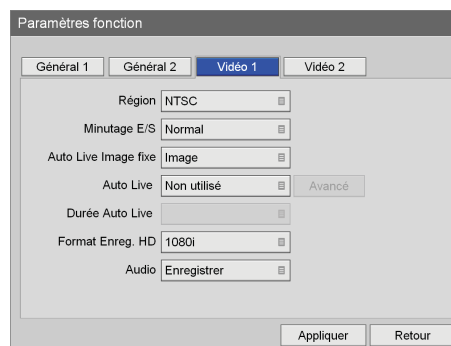 Paramètres fonction
Général 1 Général 2 Vidéo 1 Vidéo 2
Région NTSC
Minutage E/S Normal
Auto Live Image fixe Image
Auto Live Non utilisé Avancé
Durée Auto Live
Format Enreg. HD 1080i
Audio Enregistrer
Appliquer Retour